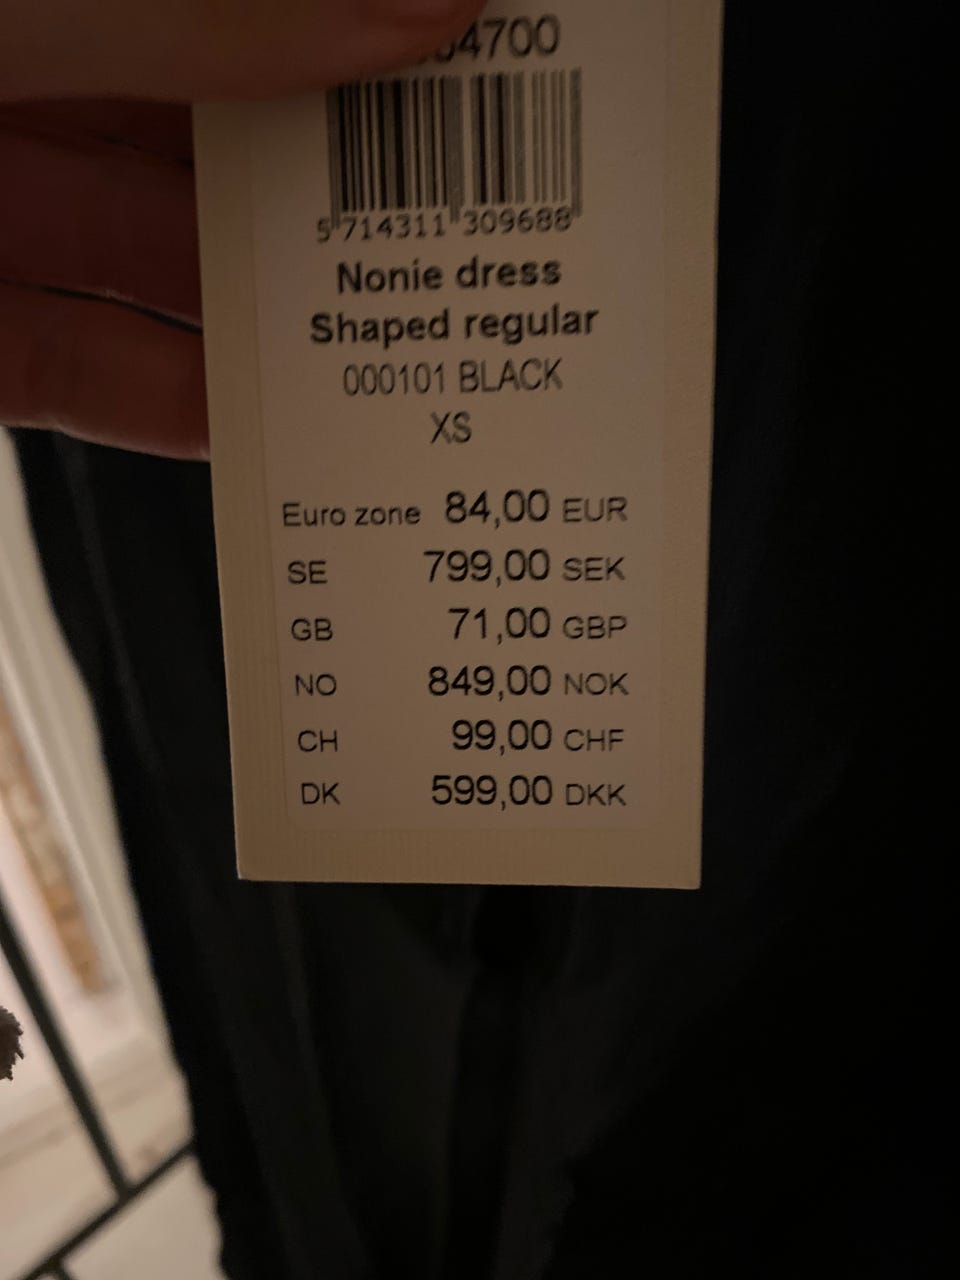 4700
5 714311 309688
Nonie dress
Shaped regular
000101 BLACK
XS
Euro zone 84,00 EUR
SE 799,00 SEK
GB 71,00 GBP
NO 849,00 NOK
CH 99,00 CHF
DK 599,00 DKK